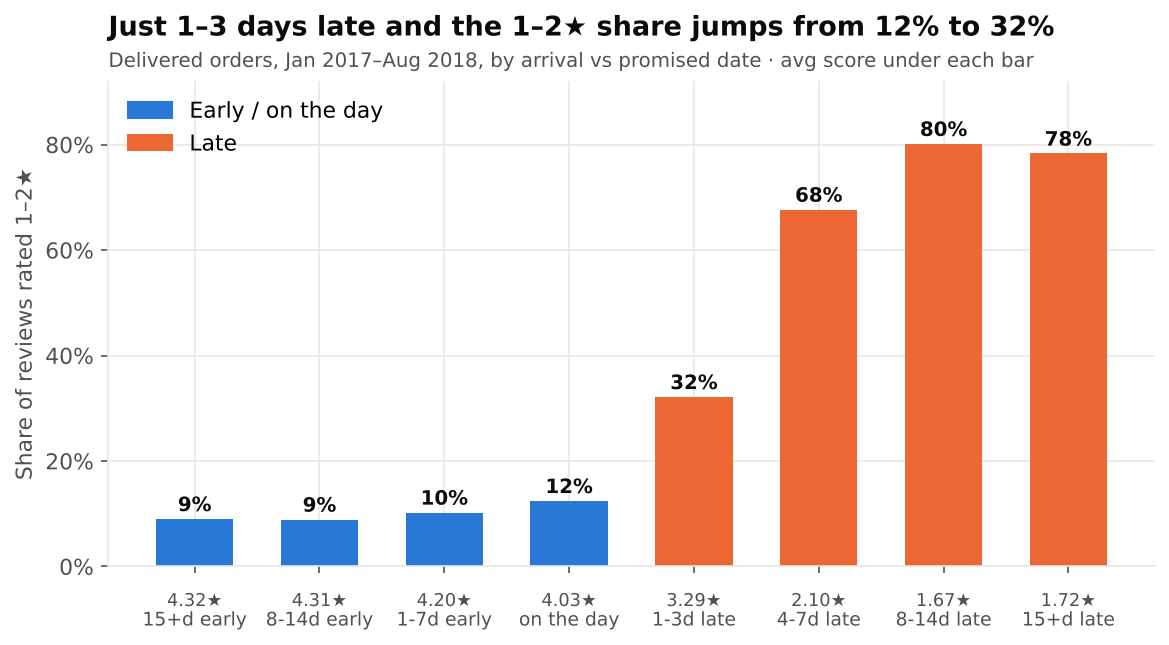 Just 1–3 days late and the 1–2★ share jumps from 12% to 32%
Delivered orders, Jan 2017–Aug 2018, by arrival vs promised date · avg score under each bar
Early / on the day
Late
Share of reviews rated 1–2★
80%
60%
40%
20%
0%
9%
9%
10%
12%
32%
68%
80%
78%
4.32★ 4.31★ 4.20★ 4.03★ 3.29★ 2.10★ 1.67★ 1.72★
15+d early 8-14d early 1-7d early on the day 1-3d late 4-7d late 8-14d late 15+d late